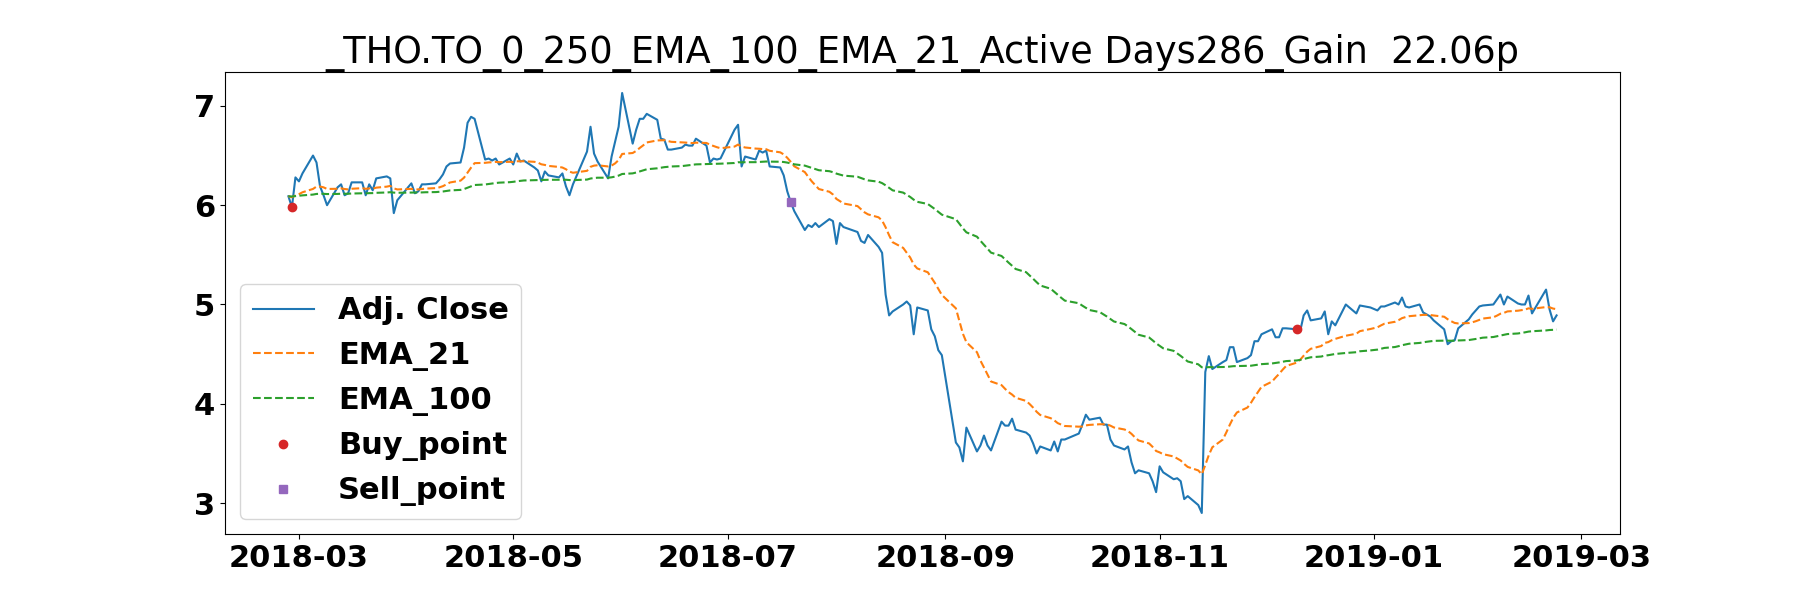 _THO.TO_0_250_EMA_100_EMA_21_Active Days286_Gain  22.06p
7
6
5
4
3
Adj. Close
EMA_21
EMA_100
Buy_point
Sell_point
2018-03 2018-05 2018-07 2018-09 2018-11 2019-01 2019-03